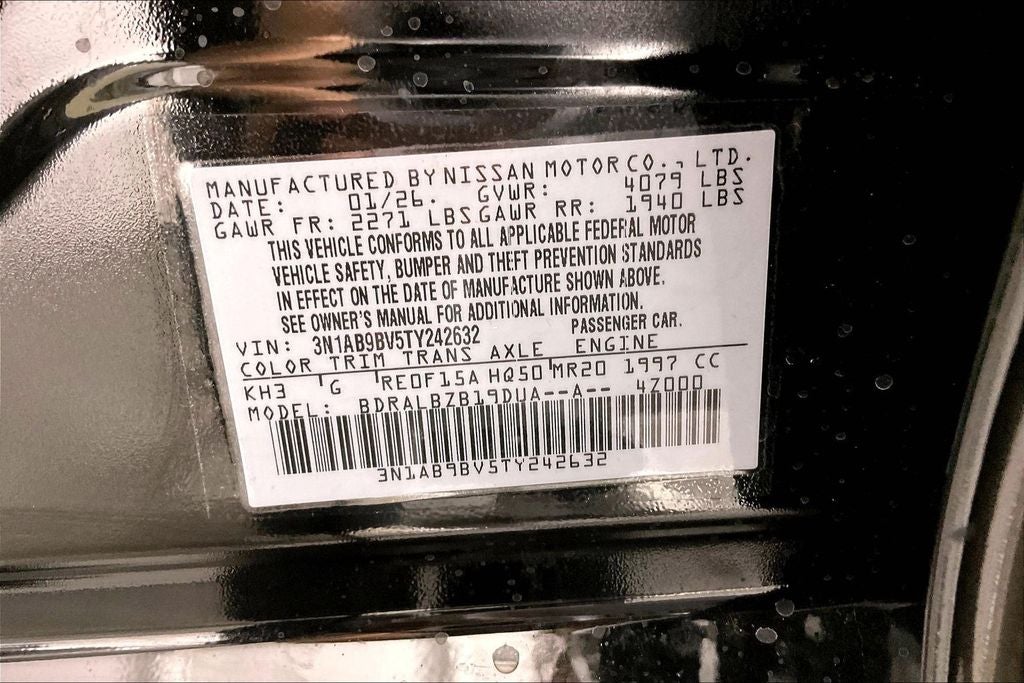 MANUFACTURED BY NISSAN MOTOR CO., LTD.
DATE: 01/26. GVWR: 4079 LBS
GAWR FR: 2271 LBS GAWR RR: 1940 LBS
THIS VEHICLE CONFORMS TO ALL APPLICABLE FEDERAL MOTOR
VEHICLE SAFETY, BUMPER AND THEFT PREVENTION STANDARDS
IN EFFECT ON THE DATE OF MANUFACTURE SHOWN ABOVE.
SEE OWNER'S MANUAL FOR ADDITIONAL INFORMATION.
VIN: 3N1AB9BV5TY242632 PASSENGER CAR.
COLOR TRIM TRANS AXLE ENGINE
KH3 G RE0F15A HQ50 MR20 1997 CC
MODEL: BDRALBZB19DUA--A-- 4Z000
3N1AB9BV5TY242632